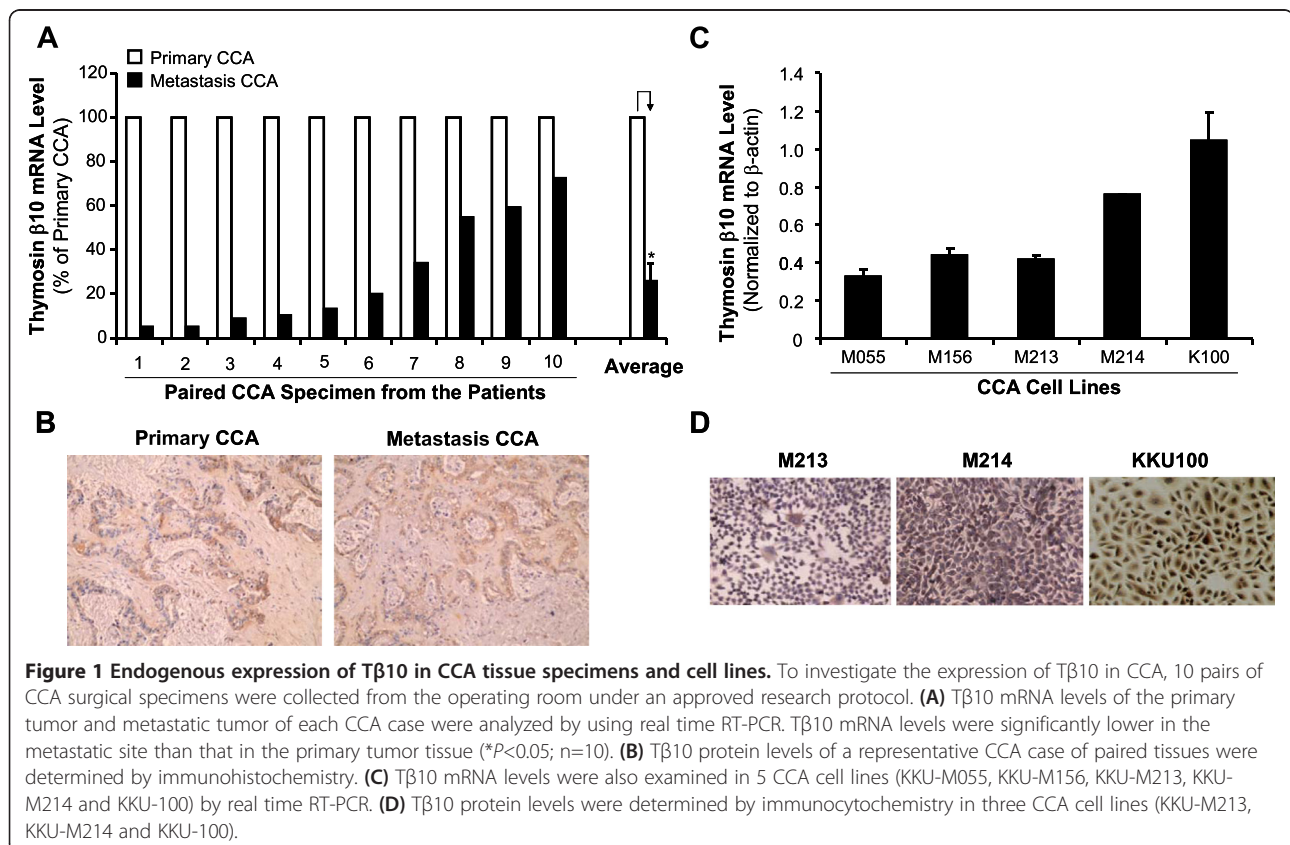 A
Primary CCA
Metastasis CCA
Thymosin β10 mRNA Level
(% of Primary CCA)
120
100
80
60
40
20
0
*
1 2 3 4 5 6 7 8 9 10
Average
Paired CCA Specimen from the Patients
C
Thymosin β10 mRNA Level
(Normalized to β-actin)
1.4
1.2
1.0
0.8
0.6
0.4
0.2
0
M055 M156 M213 M214 K100
CCA Cell Lines
B
Primary CCA Metastasis CCA
D
M213 M214 KKU100
Figure 1 Endogenous expression of Tβ10 in CCA tissue specimens and cell lines. To investigate the expression of Tβ10 in CCA, 10 pairs of
CCA surgical specimens were collected from the operating room under an approved research protocol. (A) Tβ10 mRNA levels of the primary
tumor and metastatic tumor of each CCA case were analyzed by using real time RT-PCR. Tβ10 mRNA levels were significantly lower in the
metastatic site than that in the primary tumor tissue (*P<0.05; n=10). (B) Tβ10 protein levels of a representative CCA case of paired tissues were
determined by immunohistochemistry. (C) Tβ10 mRNA levels were also examined in 5 CCA cell lines (KKU-M055, KKU-M156, KKU-M213, KKU-
M214 and KKU-100) by real time RT-PCR. (D) Tβ10 protein levels were determined by immunocytochemistry in three CCA cell lines (KKU-M213,
KKU-M214 and KKU-100).